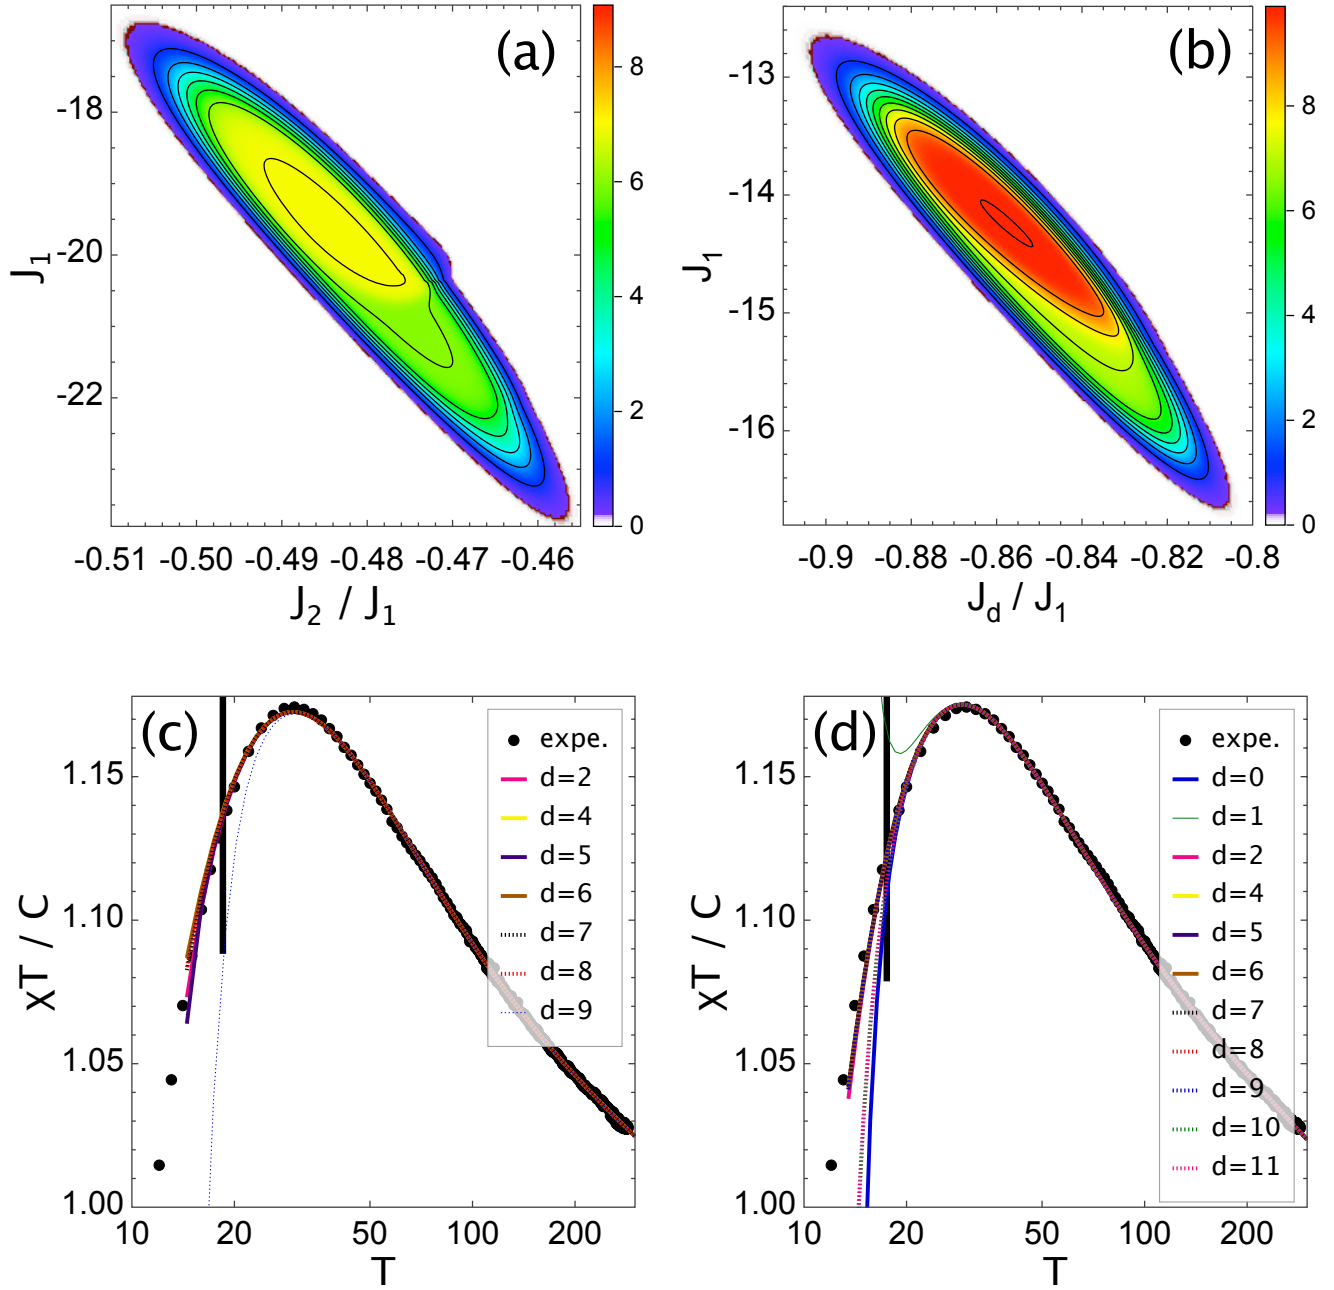 (a)
8
6
4
2
0
-18
-20
-22
J1
-0.51 -0.50 -0.49 -0.48 -0.47 -0.46
J2 / J1
(b)
8
6
4
2
0
-13
-14
-15
-16
J1
-0.9 -0.88 -0.86 -0.84 -0.82 -0.8
Jd / J1
(c)
expe.
d=2
d=4
d=5
d=6
d=7
d=8
d=9
1.15
1.10
1.05
1.00
χT / C
10 20 50 100 200
T
(d)
expe.
d=0
d=1
d=2
d=4
d=5
d=6
d=7
d=8
d=9
d=10
d=11
1.15
1.10
1.05
1.00
χT / C
10 20 50 100 200
T